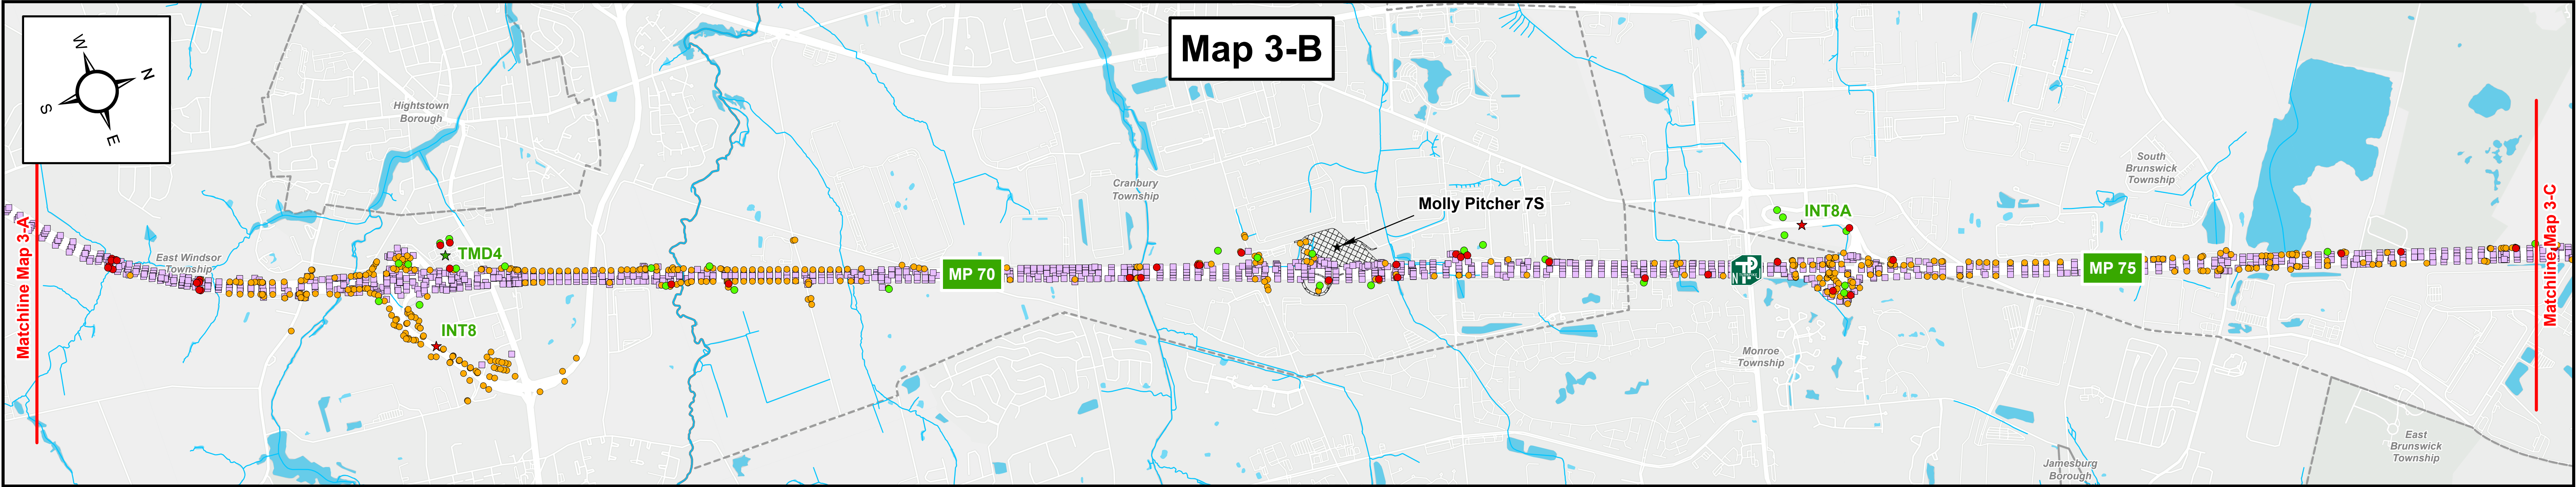 Map 3-B
W
N
S
E
Hightstown
Borough
Matchline Map 3-A
East Windsor
Township
TMD4
INT8
MP 70
Cranbury
Township
Molly Pitcher 7S
INT8A
Monroe
Township
MP 75
South
Brunswick
Township
Jamesburg
Borough
East
Brunswick
Township
Matchline Map 3-C